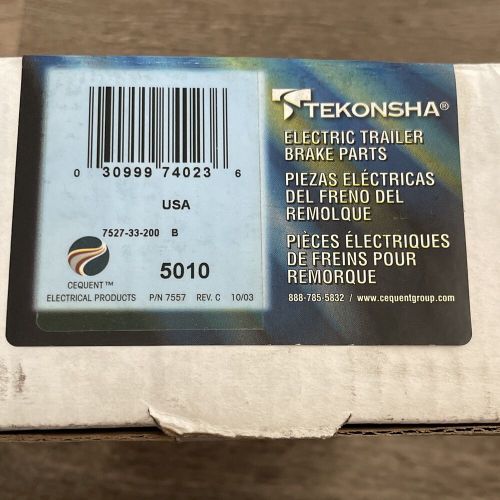 0 30999 74023 6
USA
7527-33-200 B
5010
CEQUENT™
ELECTRICAL PRODUCTS P/N 7557 REV. C 10/03
TEKONSHA®
ELECTRIC TRAILER
BRAKE PARTS
PIEZAS ELÉCTRICAS
DEL FRENO DEL
REMOLQUE
PIÈCES ÉLECTRIQUES
DE FREINS POUR
REMORQUE
888-785-5832 / www.cequentgroup.com